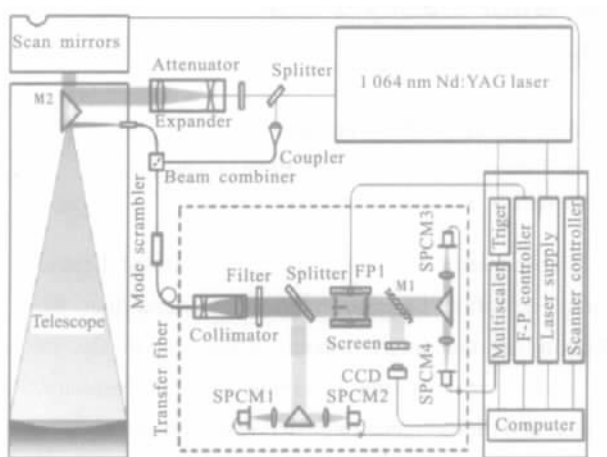 Scan mirrors
Attenuator
Splitter
1 064 nm Nd:YAG laser
M2
Expander
Coupler
Beam combiner
Mode scrambler
Transfer fiber
Telescope
Filter
Splitter
FP1
M1
SPCM3
Collimator
Screen
CCD
SPCM4
SPCM1
SPCM2
Triger
Multiscaler
F-P controller
Laser supply
Scanner controller
Computer